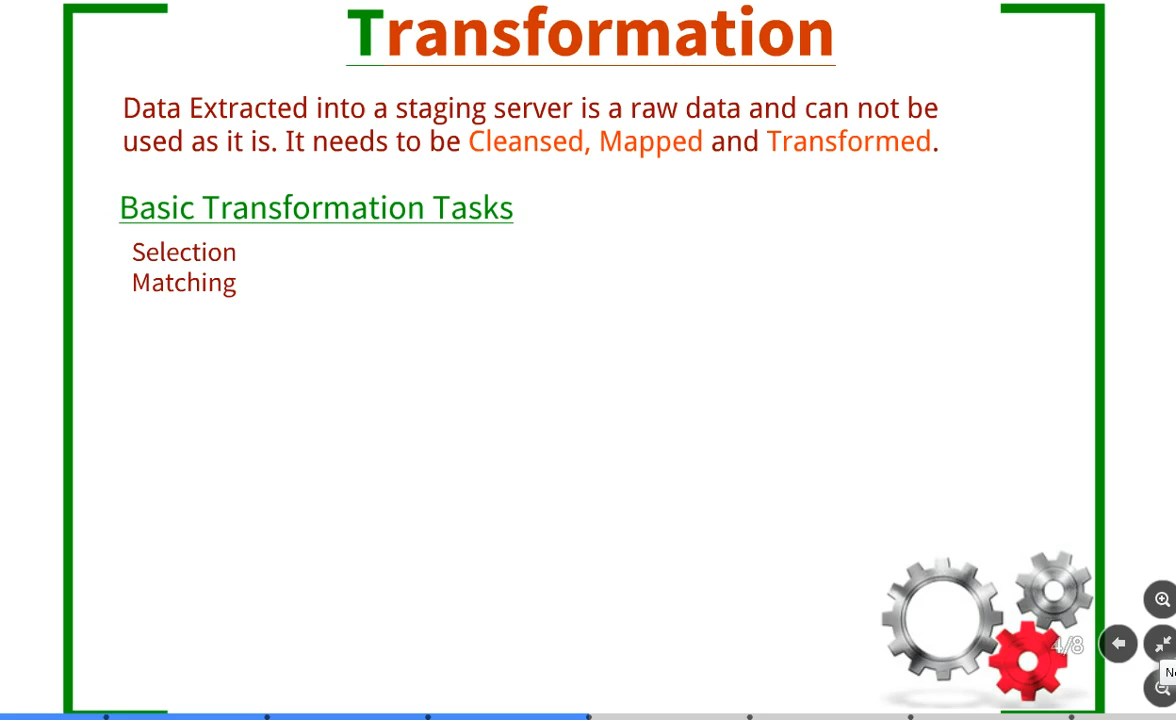 Transformation
Data Extracted into a staging server is a raw data and can not be
used as it is. It needs to be Cleansed, Mapped and Transformed.
Basic Transformation Tasks
Selection
Matching
4/8